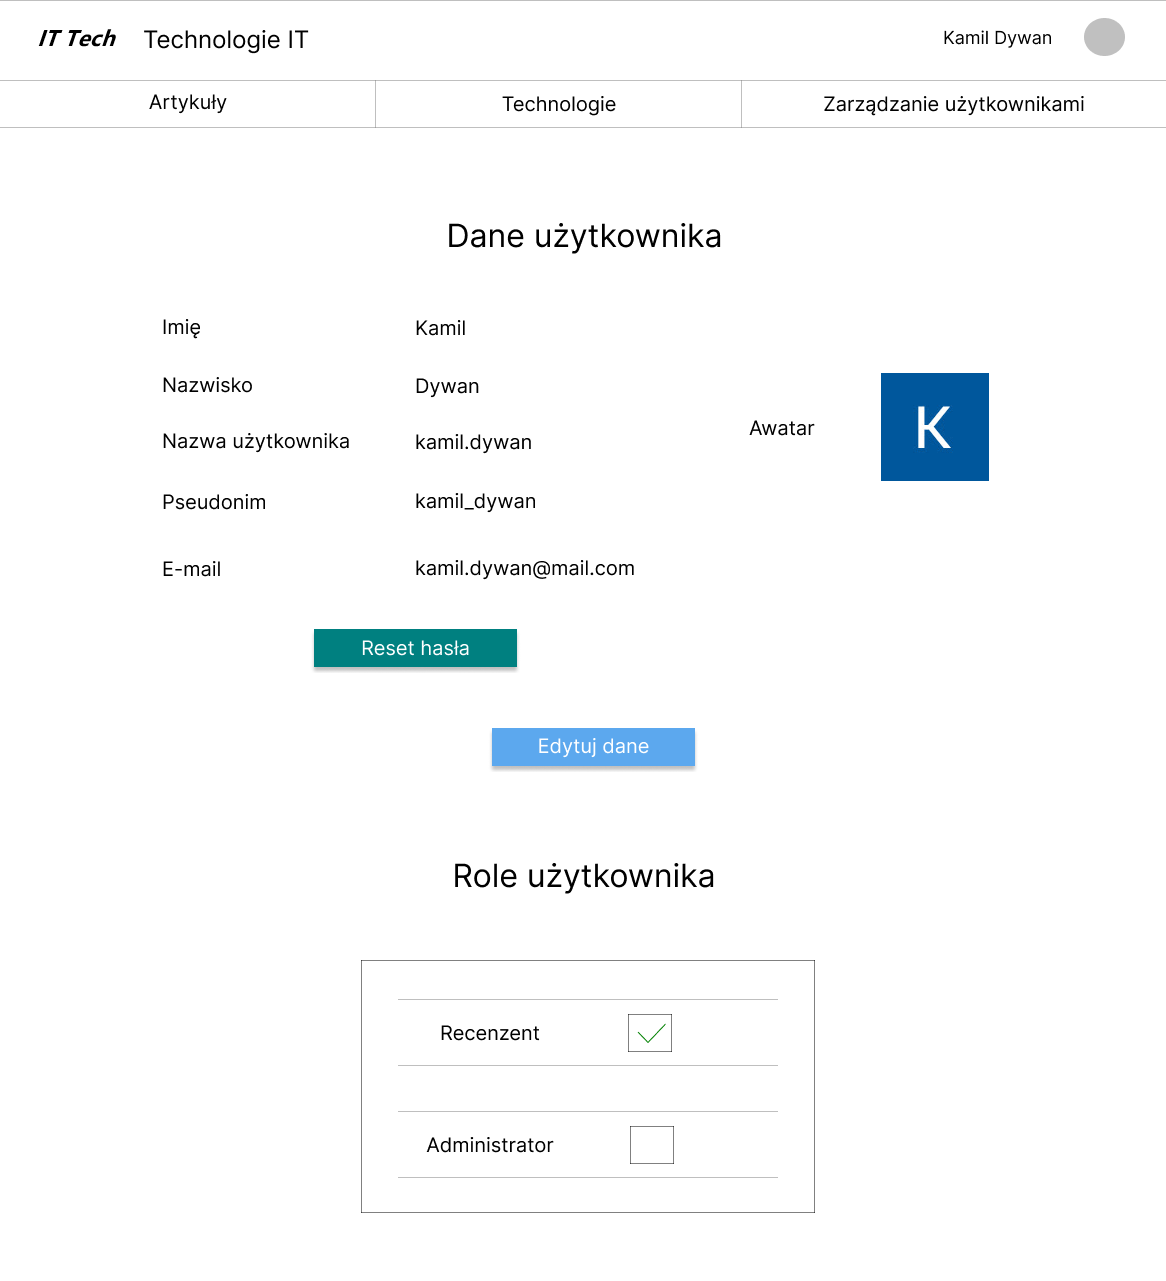 IT Tech Technologie IT Kamil Dywan
Artykuły Technologie Zarządzanie użytkownikami
Dane użytkownika
Imię Kamil
Nazwisko Dywan
Awatar K
Nazwa użytkownika kamil.dywan
Pseudonim kamil_dywan
E-mail kamil.dywan@mail.com
Reset hasła
Edytuj dane
Role użytkownika
Recenzent
Administrator